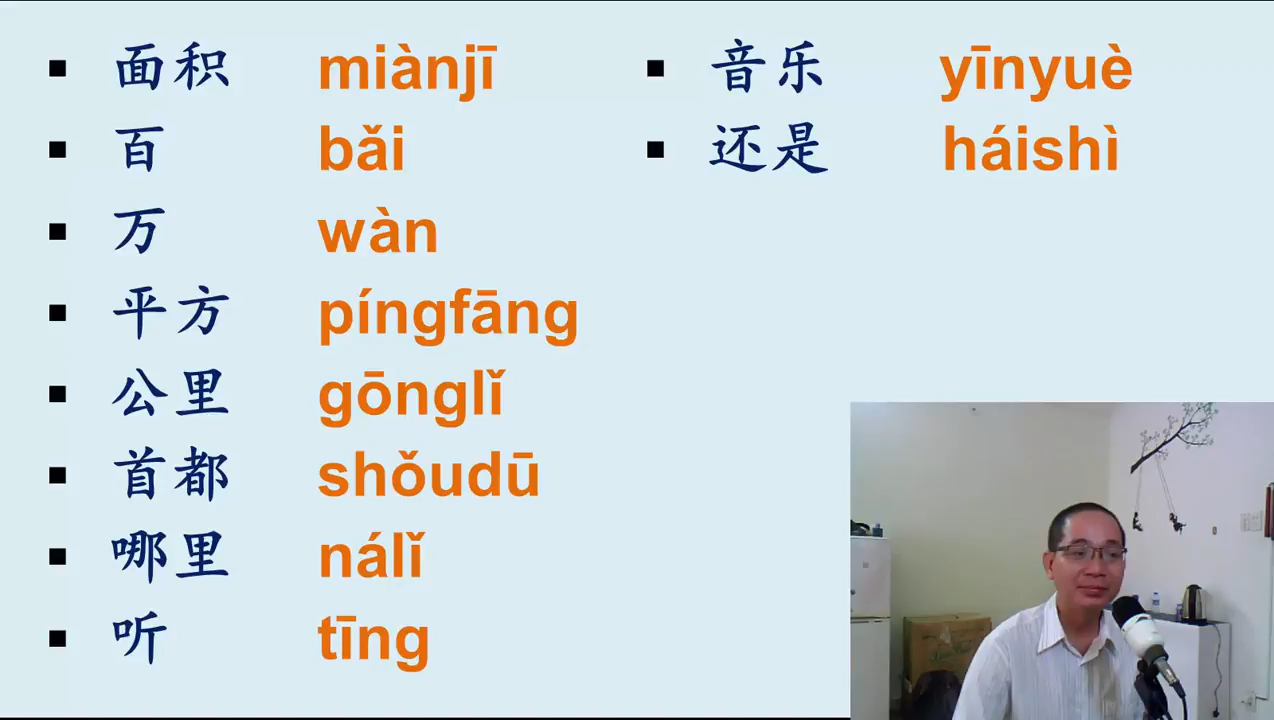 面积 miànjī
百 bǎi
万 wàn
平方 píngfāng
公里 gōnglǐ
首都 shǒudū
哪里 nálǐ
听 tīng
音乐 yīnyuè
还是 háishì